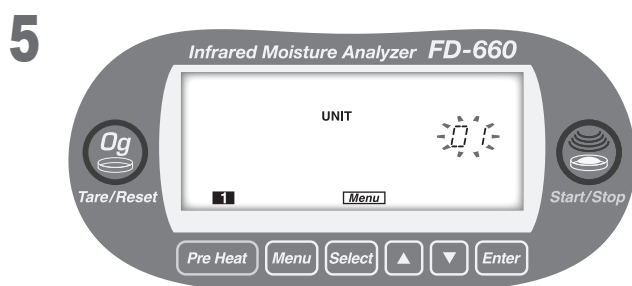 5
Infrared Moisture Analyzer FD-660
UNIT
01
0g
Tare/Reset
1
Menu
Start/Stop
Pre Heat Menu Select ▲ ▼ Enter